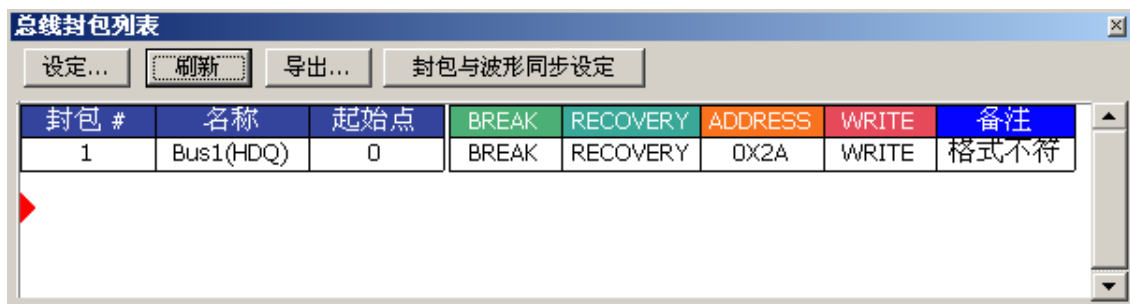 总线封包列表
设定... 刷新 导出... 封包与波形同步设定
封包 # 名称 起始点 BREAK RECOVERY ADDRESS WRITE 备注
1 Bus1(HDQ) 0 BREAK RECOVERY 0X2A WRITE 格式不符